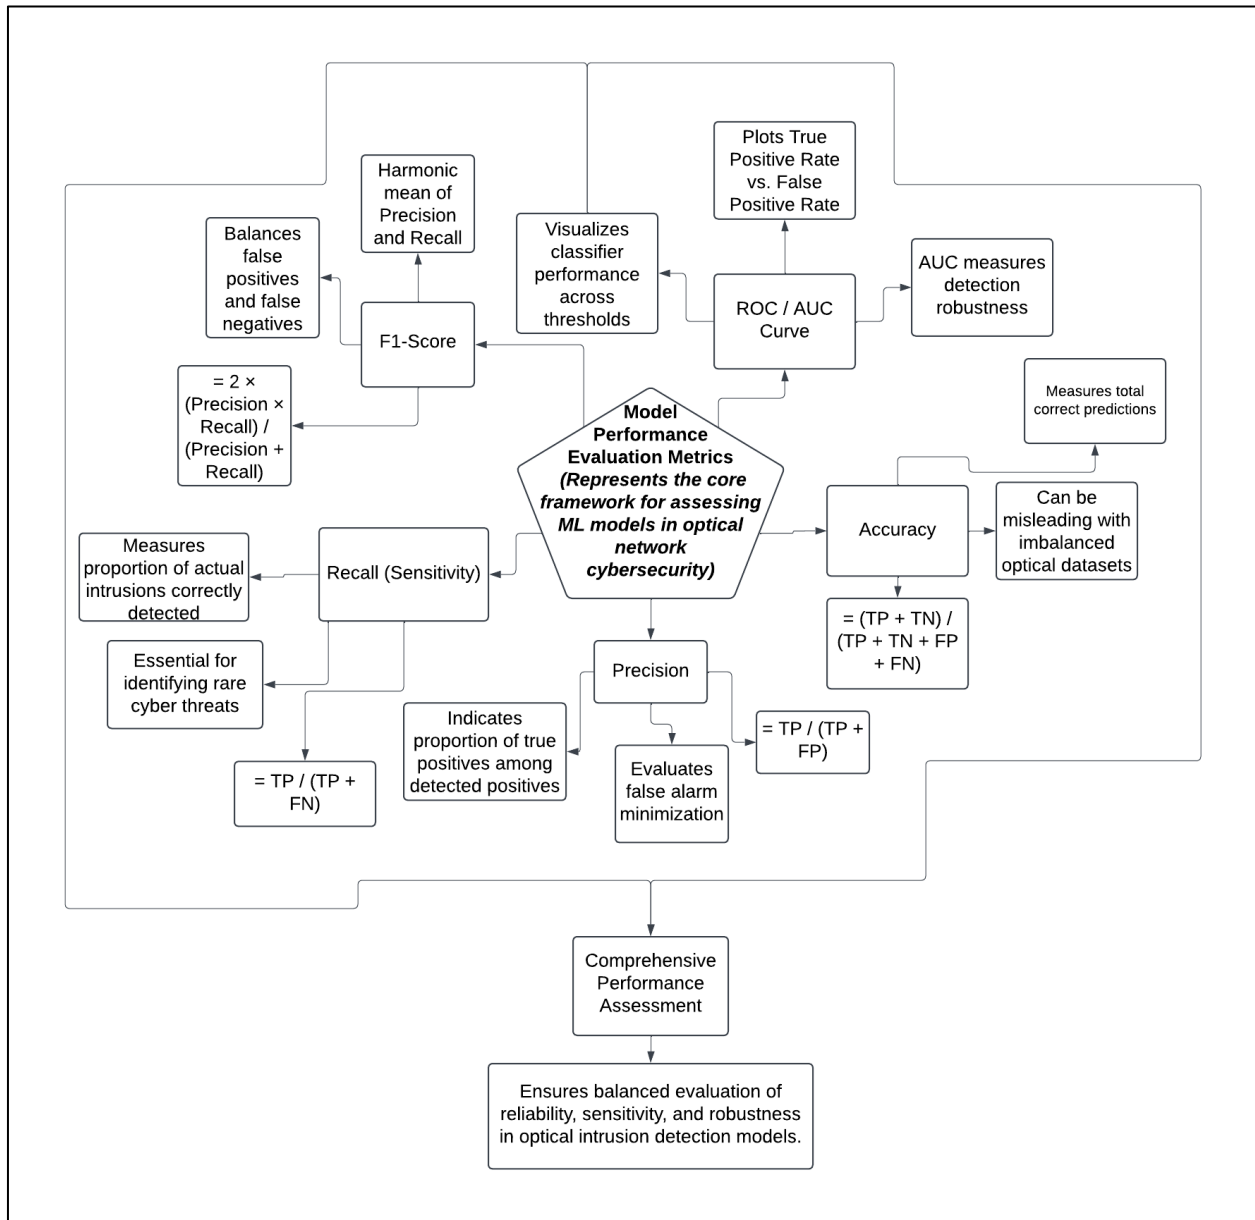 Plots True
Positive Rate
vs. False
Positive Rate
Harmonic
mean of
Precision
and Recall
Balances
false
positives
and false
negatives
Visualizes
classifier
performance
across
thresholds
AUC measures
detection
robustness
ROC / AUC
Curve
F1-Score
= 2 ×
(Precision ×
Recall) /
(Precision +
Recall)
Measures total
correct predictions
Model
Performance
Evaluation Metrics
(Represents the core
framework for assessing
ML models in optical
network
cybersecurity)
Accuracy
Can be
misleading with
imbalanced
optical datasets
Measures
proportion of actual
intrusions correctly
detected
Recall (Sensitivity)
= (TP + TN) /
(TP + TN + FP
+ FN)
Essential for
identifying rare
cyber threats
Precision
Indicates
proportion of true
positives among
detected positives
= TP / (TP +
FP)
= TP / (TP +
FN)
Evaluates
false alarm
minimization
Comprehensive
Performance
Assessment
Ensures balanced evaluation of
reliability, sensitivity, and robustness
in optical intrusion detection models.